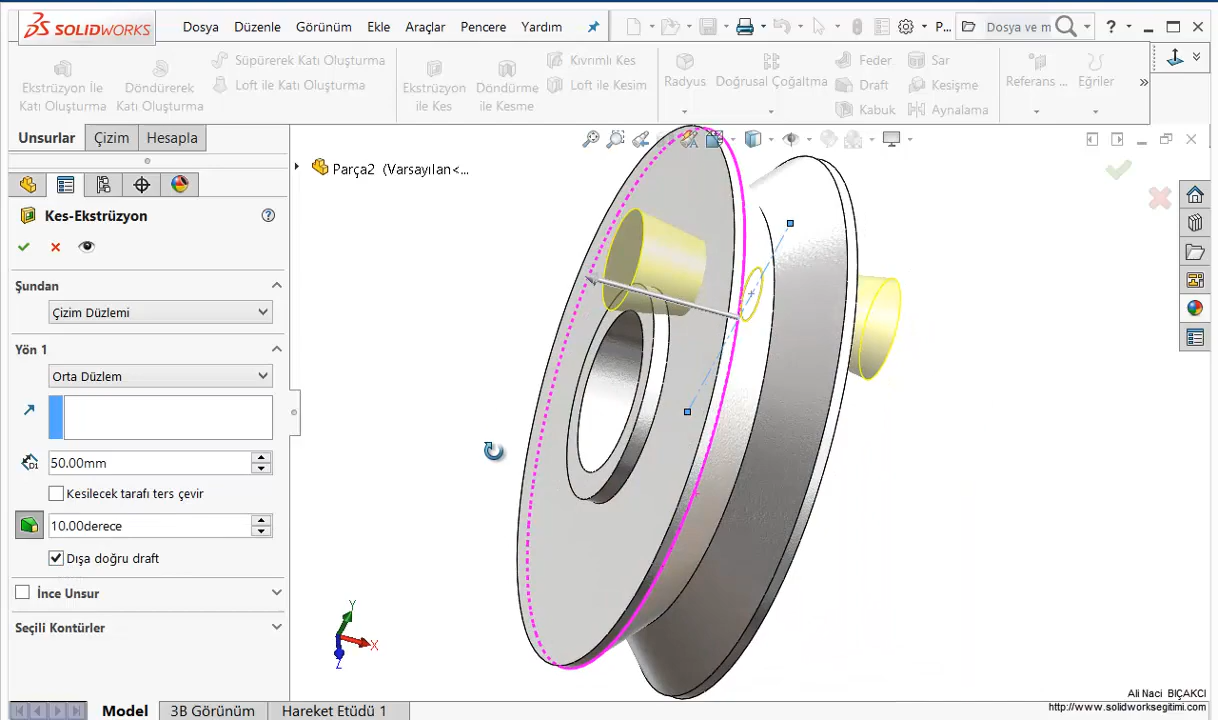 SOLIDWORKS
Dosya Düzenle Görünüm Ekle Araçlar Pencere Yardım
P...
Dosya ve m
Ekstrüzyon İle
Katı Oluşturma
Döndürerek
Katı Oluşturma
Süpürerek Katı Oluşturma
Loft ile Katı Oluşturma
Ekstrüzyon
ile Kes
Döndürme
ile Kesme
Kıvrımlı Kes
Loft ile Kesim
Radyus
Doğrusal Çoğaltma
Feder
Draft
Kabuk
Sar
Kesişme
Aynalama
Referans ...
Eğriler
Unsurlar Çizim Hesapla
Parça2 (Varsayılan<...
Kes-Ekstrüzyon
Şundan
Çizim Düzlemi
Yön 1
Orta Düzlem
50.00mm
Kesilecek tarafı ters çevir
10.00derece
Dışa doğru draft
İnce Unsur
Seçili Kontürler
Y
X
Z
Ali Naci BIÇAKCI
http://www.solidworksegitimi.com
Model 3B Görünüm Hareket Etüdü 1